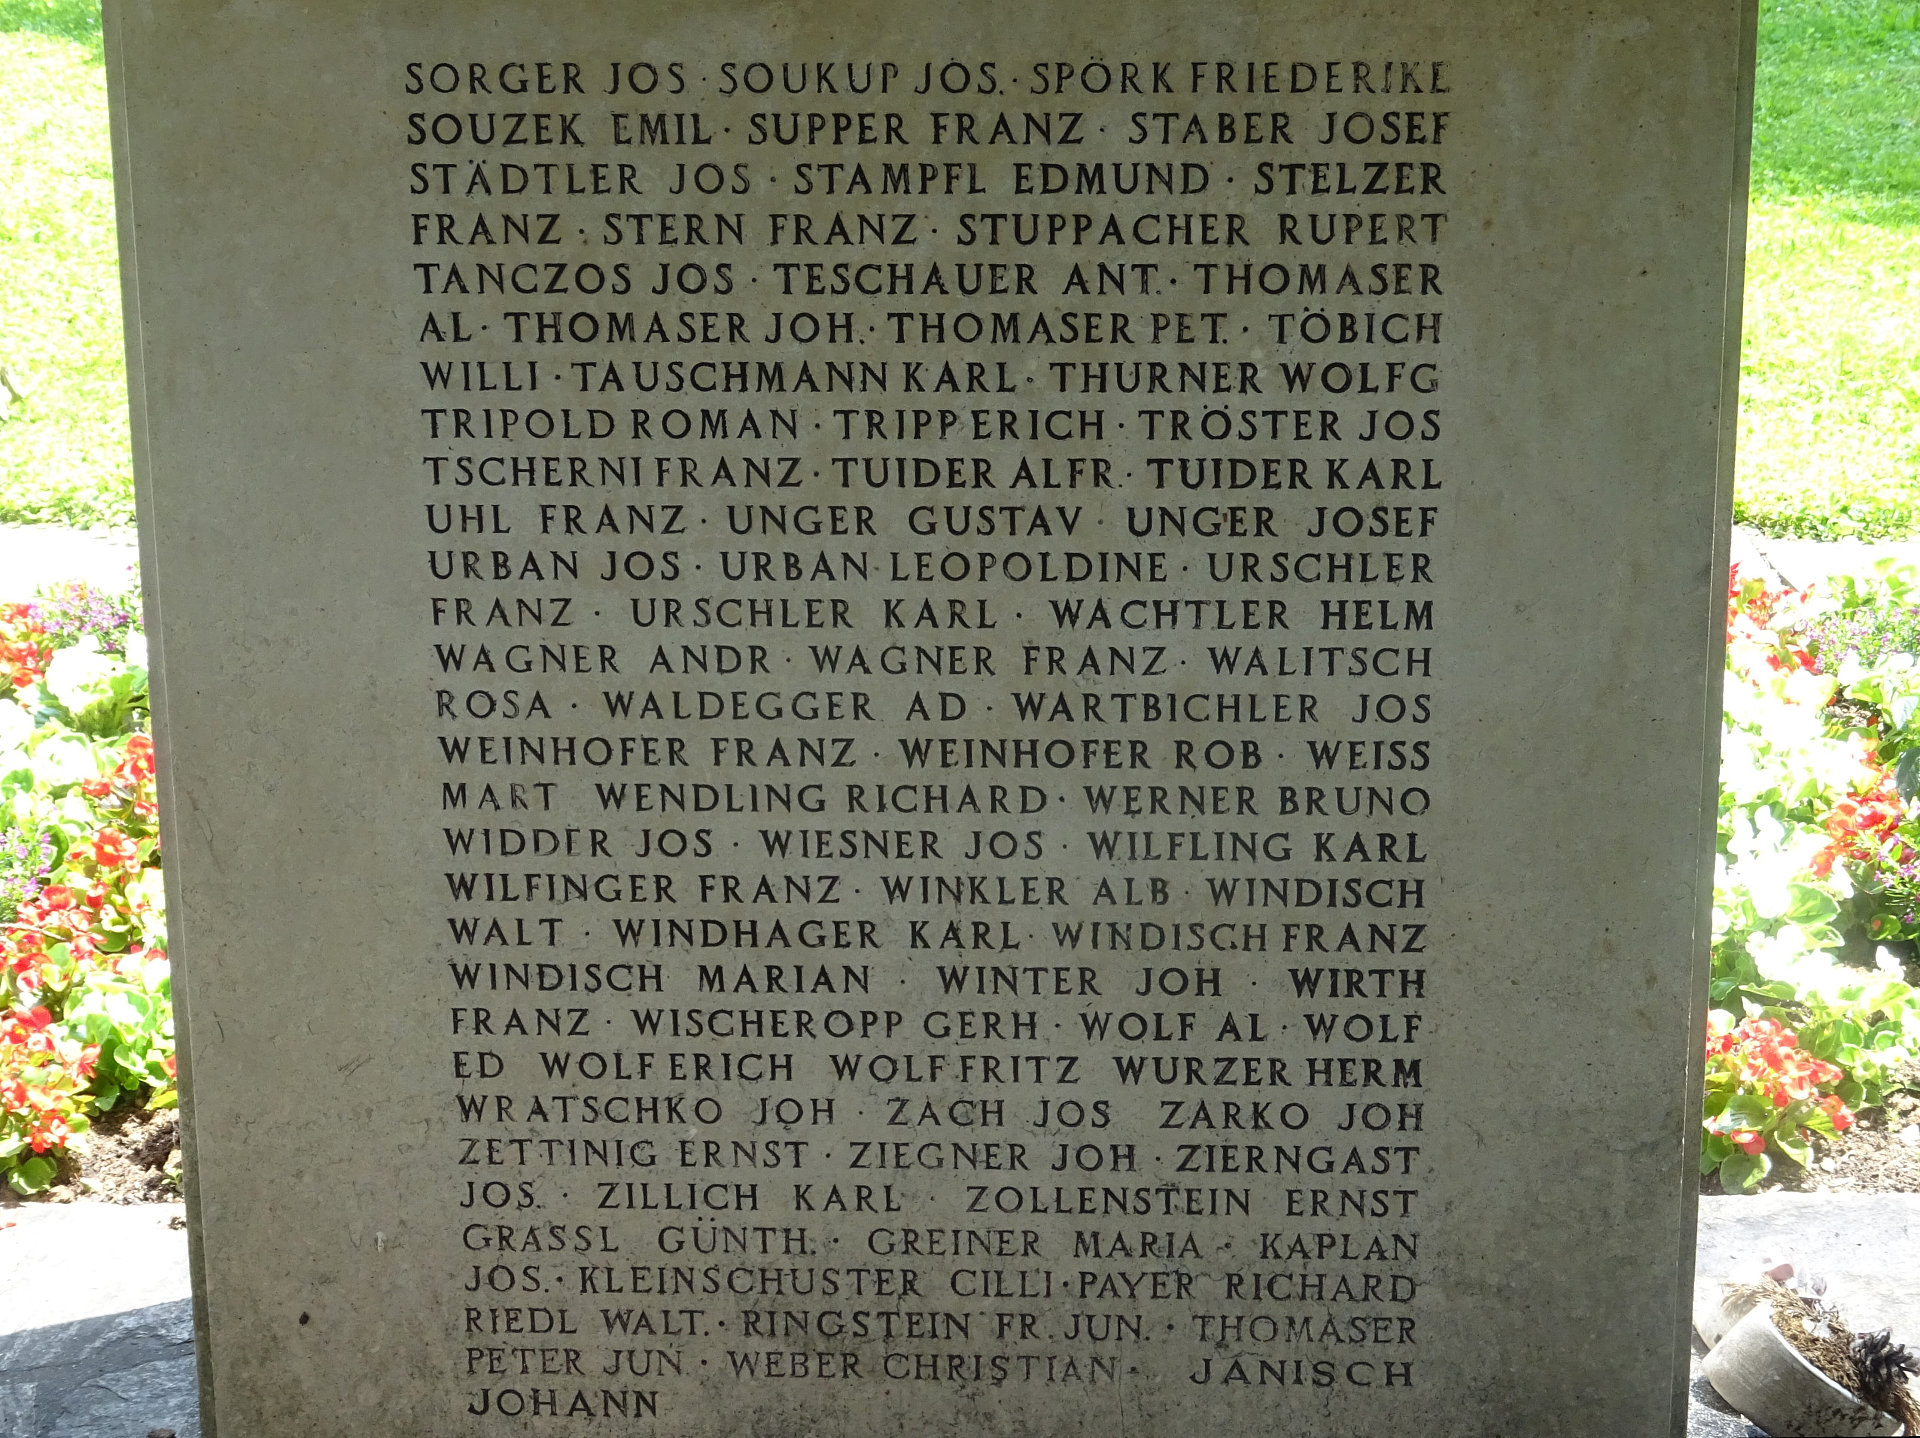 SORGER JOS · SOUKUP JOS. · SPÖRK FRIEDERIKE
SOUZEK EMIL · SUPPER FRANZ · STABER JOSEF
STÄDTLER JOS · STAMPFL EDMUND · STELZER
FRANZ · STERN FRANZ · STUPPACHER RUPERT
TANCZOS JOS · TESCHAUER ANT. · THOMASER
AL · THOMASER JOH. · THOMASER PET. · TÖBICH
WILLI · TAUSCHMANN KARL · THURNER WOLFG
TRIPOLD ROMAN · TRIPP ERICH · TRÖSTER JOS
TSCHERNI FRANZ · TUIDER ALFR. · TUIDER KARL
UHL FRANZ · UNGER GUSTAV · UNGER JOSEF
URBAN JOS · URBAN LEOPOLDINE · URSCHLER
FRANZ · URSCHLER KARL · WACHTLER HELM
WAGNER ANDR · WAGNER FRANZ · WALITSCH
ROSA · WALDEGGER AD · WARTBICHLER JOS
WEINHOFER FRANZ · WEINHOFER ROB · WEISS
MART WENDLING RICHARD · WERNER BRUNO
WIDDER JOS · WIESNER JOS · WILFLING KARL
WILFINGER FRANZ · WINKLER ALB · WINDISCH
WALT · WINDHAGER KARL · WINDISCH FRANZ
WINDISCH MARIAN · WINTER JOH · WIRTH
FRANZ · WISCHEROPP GERH · WOLF AL · WOLF
ED WOLF ERICH WOLF FRITZ WURZER HERM
WRATSCHKO JOH · ZACH JOS ZARKO JOH
ZETTINIG ERNST · ZIEGNER JOH · ZIERNGAST
JOS. · ZILLICH KARL · ZOLLENSTEIN ERNST
GRASSL GÜNTH. · GREINER MARIA · KAPLAN
JOS. · KLEINSCHUSTER CILLI · PAYER RICHARD
RIEDL WALT. · RINGSTEIN FR. JUN. · THOMASER
PETER JUN. · WEBER CHRISTIAN · JANISCH
JOHANN